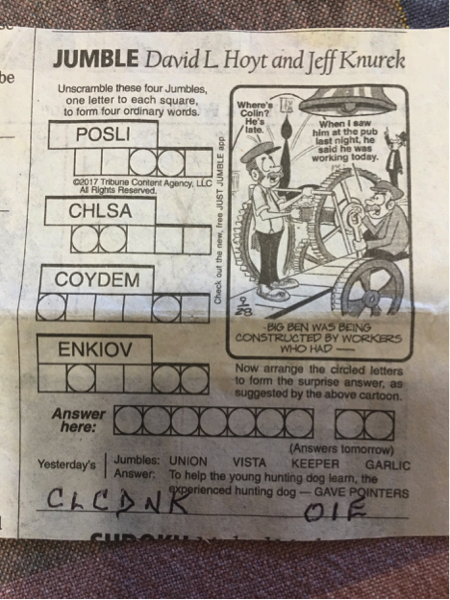 be
JUMBLE David L. Hoyt and Jeff Knurek
Unscramble these four Jumbles,
one letter to each square,
to form four ordinary words.
POSLI
©2017 Tribune Content Agency, LLC
All Rights Reserved.
CHLSA
COYDEM
ENKIOV
Check out the new, free JUST JUMBLE app
Where's
Colin?
He's
late.
When I saw
him at the pub
last night, he
said he was
working today.
9/28
BIG BEN WAS BEING
CONSTRUCTED BY WORKERS
WHO HAD —
Now arrange the circled letters
to form the surprise answer, as
suggested by the above cartoon.
Answer
here:
(Answers tomorrow)
Yesterday's
Jumbles: UNION VISTA KEEPER GARLIC
Answer: To help the young hunting dog learn, the
experienced hunting dog — GAVE POINTERS
CLCDNK OIE